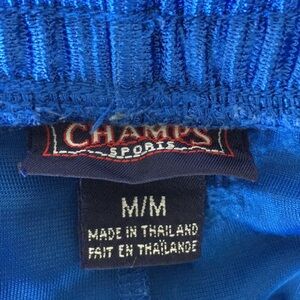 CHAMPS
SPORTS
M/M
MADE IN THAILAND
FAIT EN THAÏLANDE